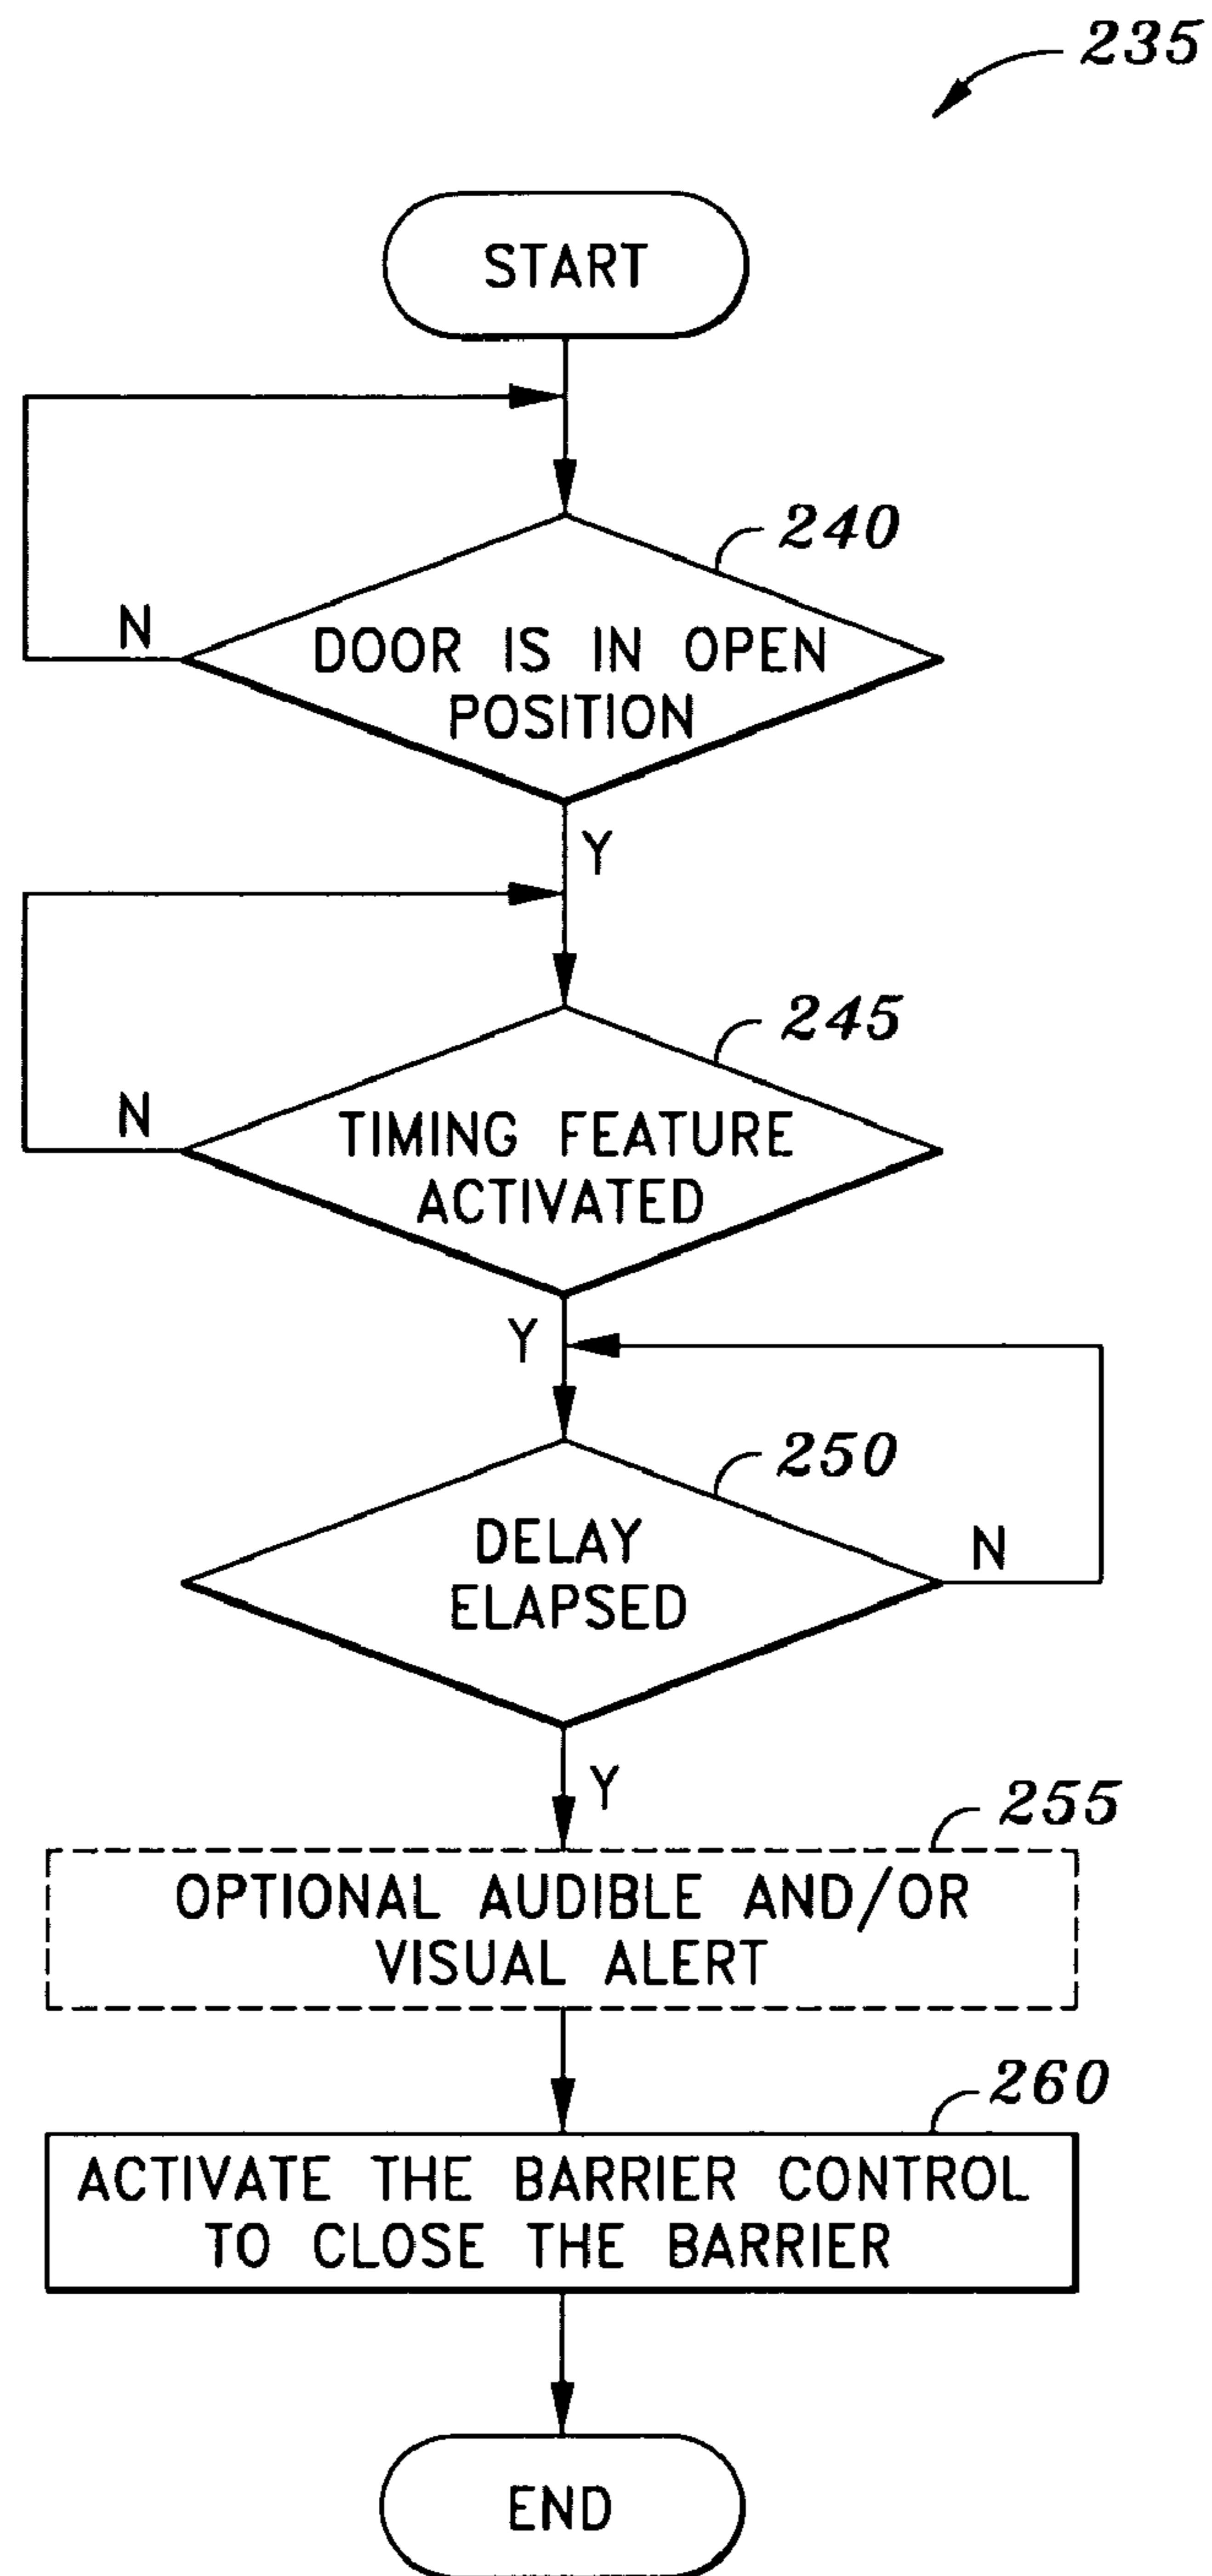 235
START
240
N
DOOR IS IN OPEN
POSITION
Y
245
N
TIMING FEATURE
ACTIVATED
Y
250
DELAY
ELAPSED
N
Y
255
OPTIONAL AUDIBLE AND/OR
VISUAL ALERT
260
ACTIVATE THE BARRIER CONTROL
TO CLOSE THE BARRIER
END